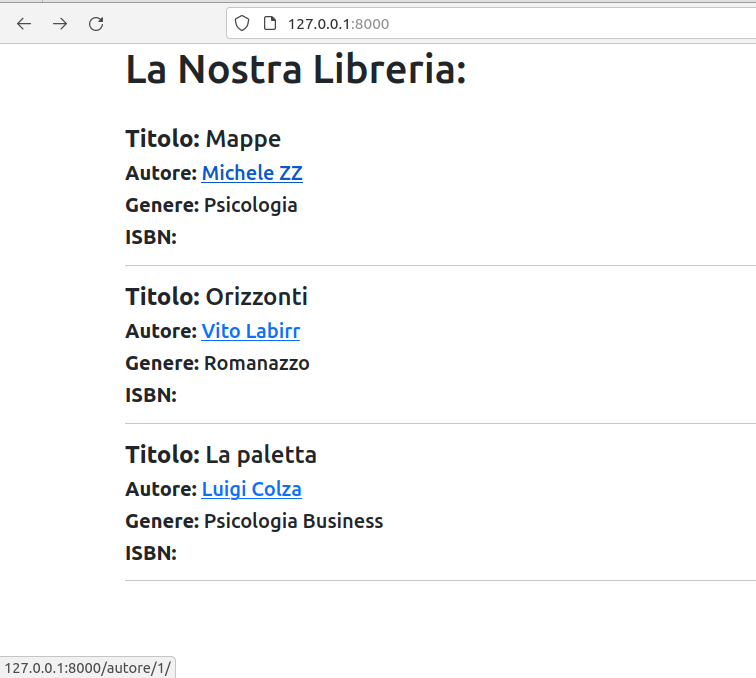 127.0.0.1:8000
La Nostra Libreria:
Titolo: Mappe
Autore: Michele ZZ
Genere: Psicologia
ISBN:
Titolo: Orizzonti
Autore: Vito Labirr
Genere: Romanazzo
ISBN:
Titolo: La paletta
Autore: Luigi Colza
Genere: Psicologia Business
ISBN:
127.0.0.1:8000/autore/1/